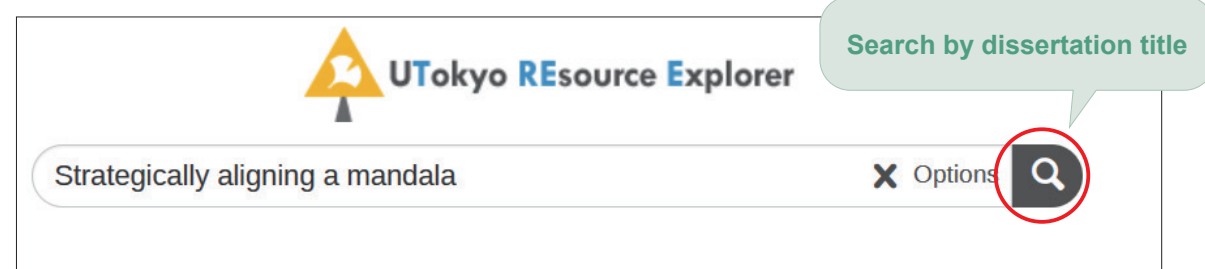 Search by dissertation title
UTokyo REsource Explorer
Strategically aligning a mandala
X Options